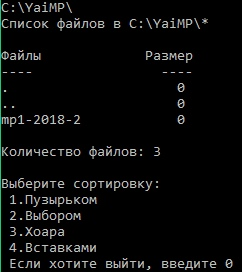 C:\YaiMP\
Список файлов в C:\YaiMP\*
Файлы Размер
---- ----
. 0
.. 0
mp1-2018-2 0
Количество файлов: 3
Выберите сортировку:
1.Пузырьком
2.Выбором
3.Хоара
4.Вставками
Если хотите выйти, введите 0